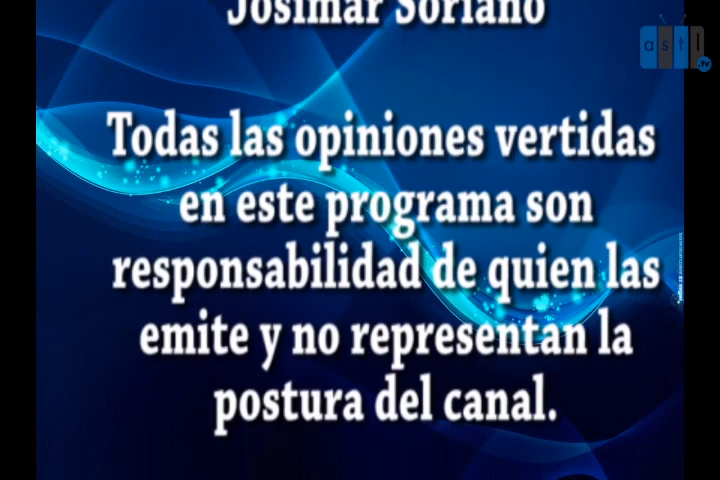 Josimar Soriano
astl
.tv
Todas las opiniones vertidas
en este programa son
responsabilidad de quien las
emite y no representan la
postura del canal.